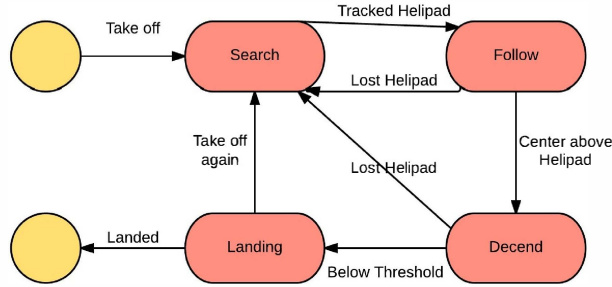 Take off
Tracked Helipad
Search
Follow
Lost Helipad
Take off
again
Center above
Helipad
Lost Helipad
Landed
Landing
Below Threshold
Decend